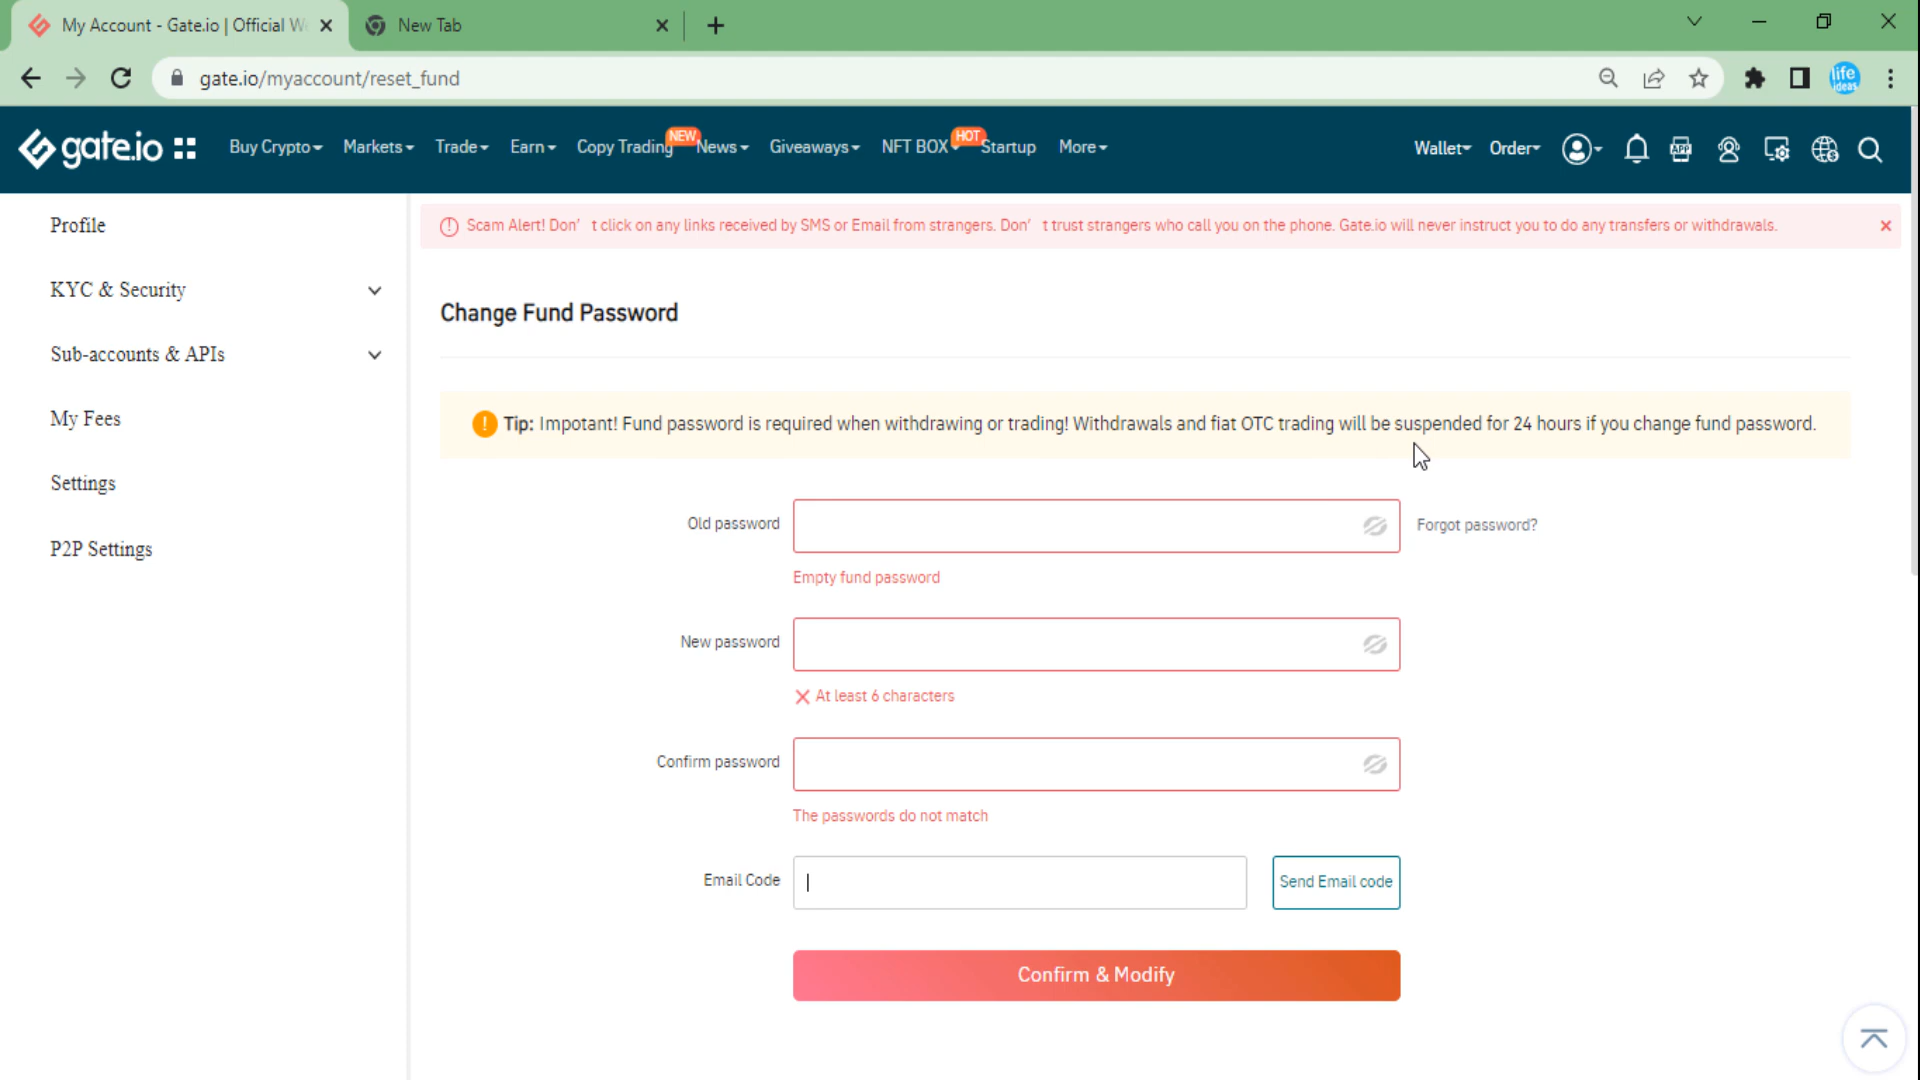 My Account - Gate.io | Official W
New Tab
gate.io/myaccount/reset_fund
life
ideas
gate.io
Buy Crypto
Markets
Trade
Earn
Copy Trading
NEW
News
Giveaways
NFT BOX
HOT
Startup
More
Wallet
Order
APP
Profile
KYC & Security
Sub-accounts & APIs
My Fees
Settings
P2P Settings
Scam Alert! Don’ t click on any links received by SMS or Email from strangers. Don’ t trust strangers who call you on the phone. Gate.io will never instruct you to do any transfers or withdrawals.
Change Fund Password
Tip: Impotant! Fund password is required when withdrawing or trading! Withdrawals and fiat OTC trading will be suspended for 24 hours if you change fund password.
Old password
Forgot password?
Empty fund password
New password
At least 6 characters
Confirm password
The passwords do not match
Email Code
Send Email code
Confirm & Modify